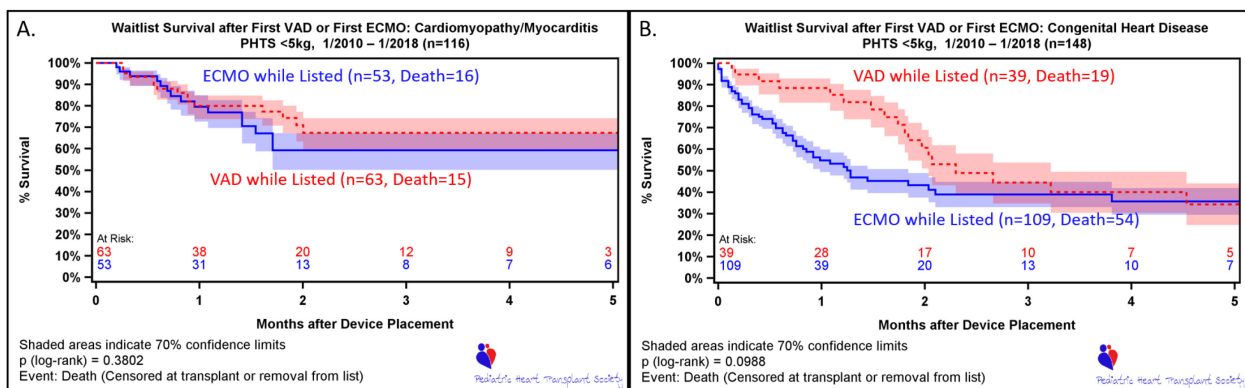 A.
Waitlist Survival after First VAD or First ECMO: Cardiomyopathy/Myocarditis
PHTS <5kg, 1/2010 – 1/2018 (n=116)
% Survival
100%
90%
80%
70%
60%
50%
40%
30%
20%
10%
0%
ECMO while Listed (n=53, Death=16)
VAD while Listed (n=63, Death=15)
At Risk:
63 38 20 12 9 3
53 31 13 8 7 6
0 1 2 3 4 5
Months after Device Placement
Shaded areas indicate 70% confidence limits
p (log-rank) = 0.3802
Event: Death (Censored at transplant or removal from list)
Pediatric Heart Transplant Society
B.
Waitlist Survival after First VAD or First ECMO: Congenital Heart Disease
PHTS <5kg, 1/2010 – 1/2018 (n=148)
% Survival
100%
90%
80%
70%
60%
50%
40%
30%
20%
10%
0%
VAD while Listed (n=39, Death=19)
ECMO while Listed (n=109, Death=54)
At Risk:
39 28 17 10 7 5
109 39 20 13 10 7
0 1 2 3 4 5
Months after Device Placement
Shaded areas indicate 70% confidence limits
p (log-rank) = 0.0988
Event: Death (Censored at transplant or removal from list)
Pediatric Heart Transplant Society